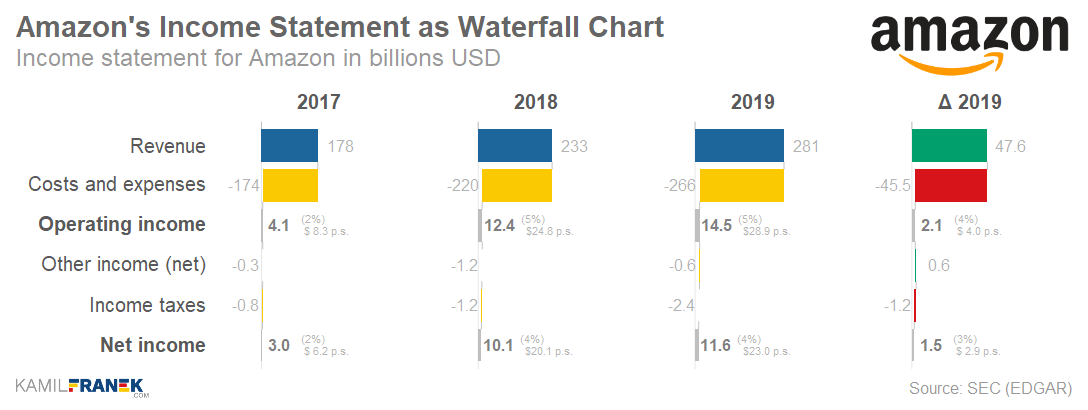 Amazon's Income Statement as Waterfall Chart
Income statement for Amazon in billions USD
amazon
2017 2018 2019 Δ 2019
Revenue 178 233 281 47.6
Costs and expenses -174 -220 -266 -45.5
Operating income 4.1 (2%) $ 8.3 p.s. 12.4 (5%) $24.8 p.s. 14.5 (5%) $28.9 p.s. 2.1 (4%) $ 4.0 p.s.
Other income (net) -0.3 -1.2 -0.6 0.6
Income taxes -0.8 -1.2 -2.4 -1.2
Net income 3.0 (2%) $ 6.2 p.s. 10.1 (4%) $20.1 p.s. 11.6 (4%) $23.0 p.s. 1.5 (3%) $ 2.9 p.s.
KAMILFRANEK.COM
Source: SEC (EDGAR)